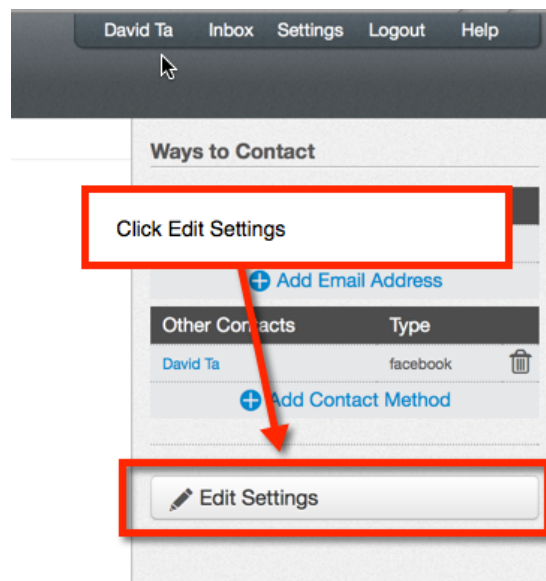 David Ta Inbox Settings Logout Help
Ways to Contact
Click Edit Settings
Add Email Address
Other Contacts Type
David Ta facebook
Add Contact Method
Edit Settings